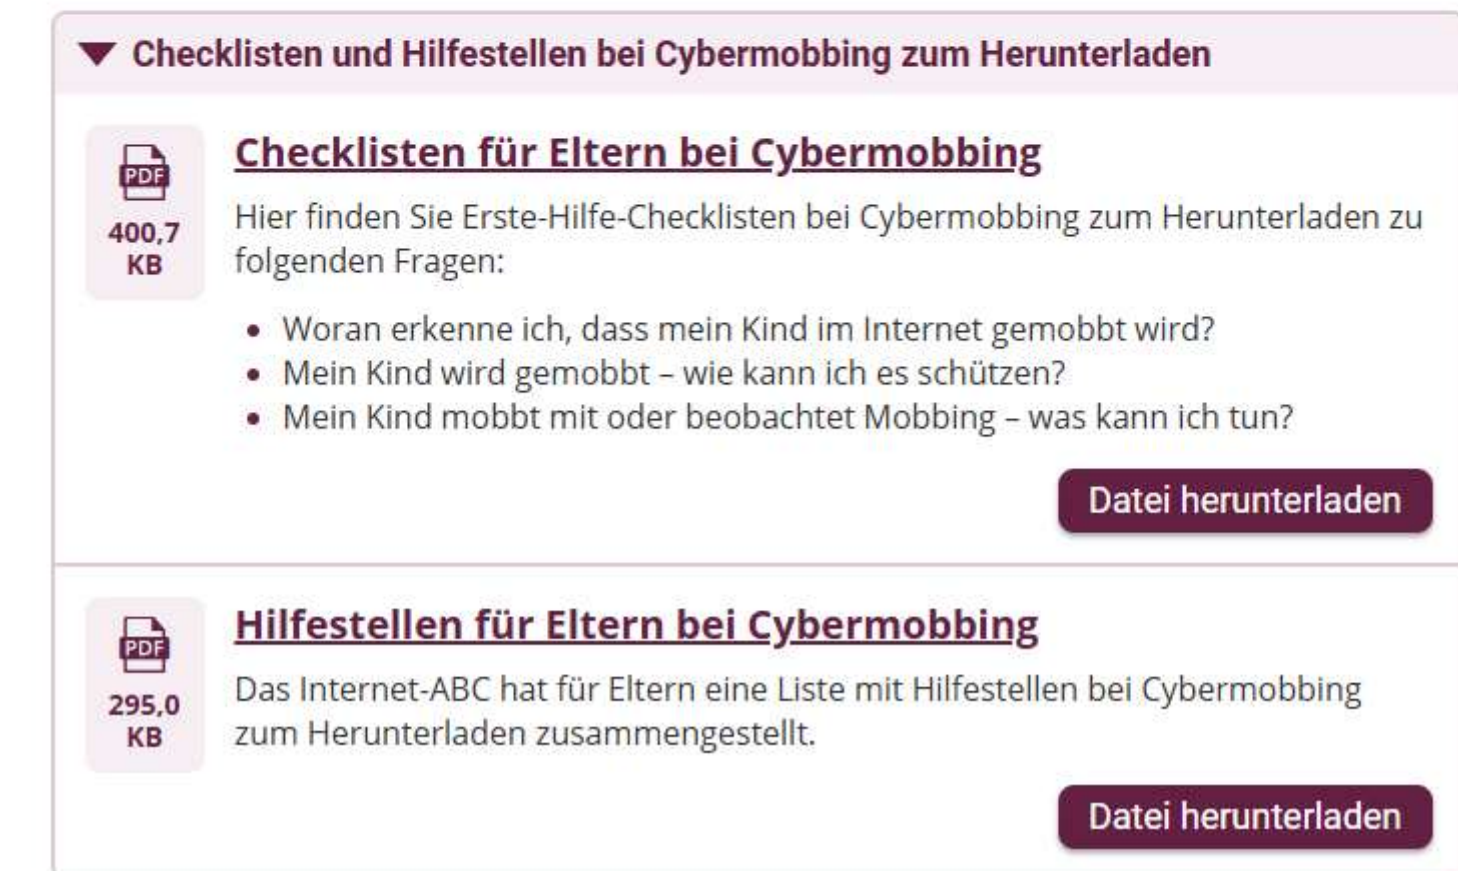 Checklisten und Hilfestellen bei Cybermobbing zum Herunterladen
PDF
400,7
KB
Checklisten für Eltern bei Cybermobbing
Hier finden Sie Erste-Hilfe-Checklisten bei Cybermobbing zum Herunterladen zu
folgenden Fragen:
• Woran erkenne ich, dass mein Kind im Internet gemobbt wird?
• Mein Kind wird gemobbt – wie kann ich es schützen?
• Mein Kind mobbt mit oder beobachtet Mobbing – was kann ich tun?
Datei herunterladen
PDF
295,0
KB
Hilfestellen für Eltern bei Cybermobbing
Das Internet-ABC hat für Eltern eine Liste mit Hilfestellen bei Cybermobbing
zum Herunterladen zusammengestellt.
Datei herunterladen